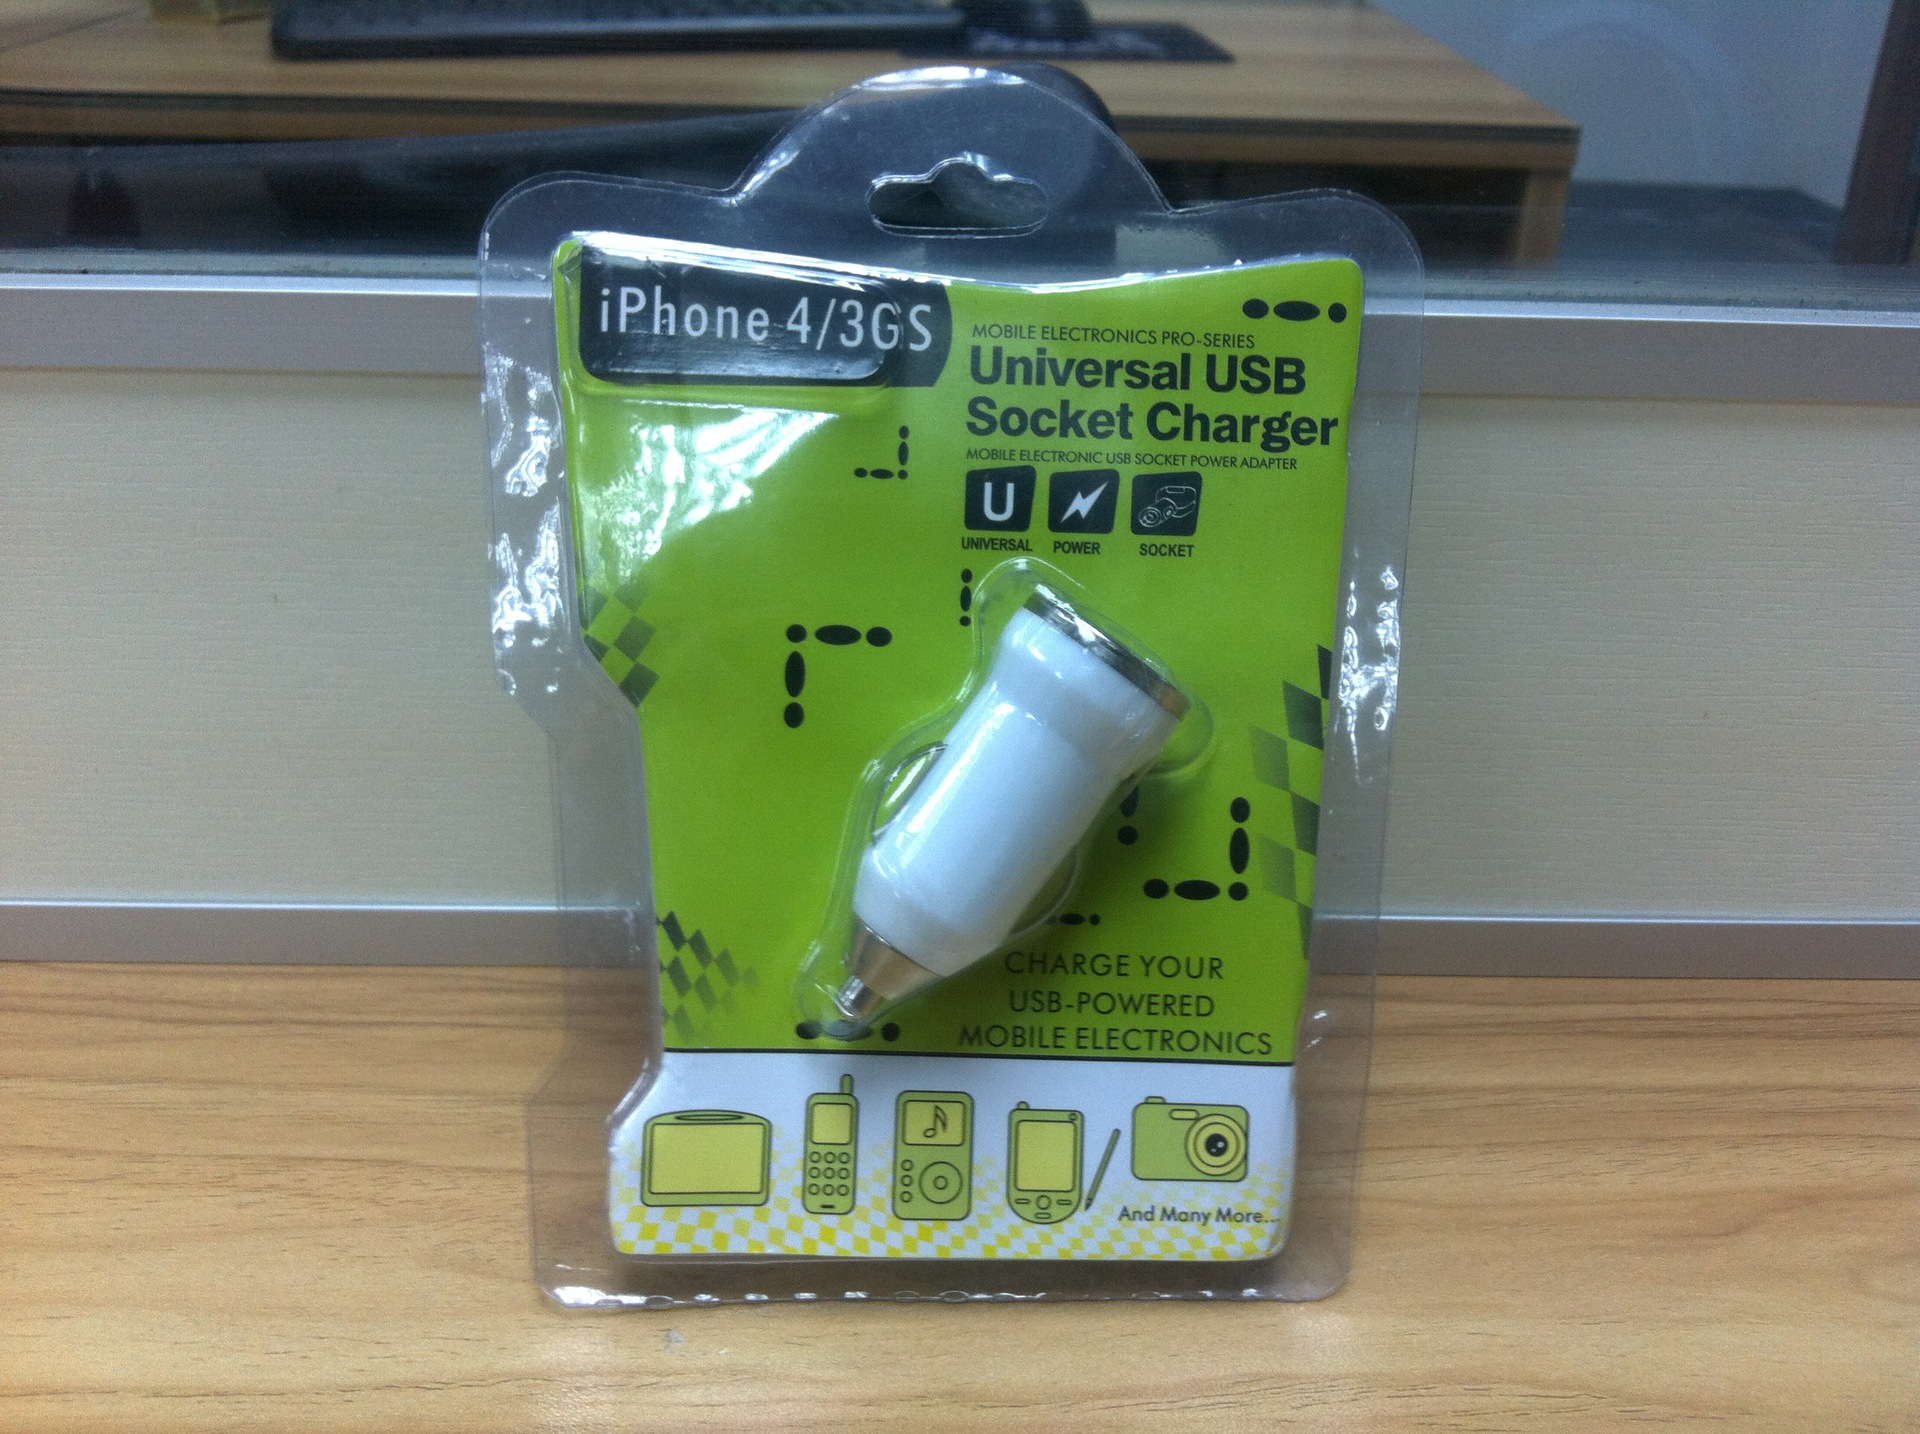 iPhone 4/3GS
MOBILE ELECTRONICS PRO-SERIES
Universal USB
Socket Charger
MOBILE ELECTRONIC USB SOCKET POWER ADAPTER
U
UNIVERSAL POWER SOCKET
CHARGE YOUR
USB-POWERED
MOBILE ELECTRONICS
And Many More...